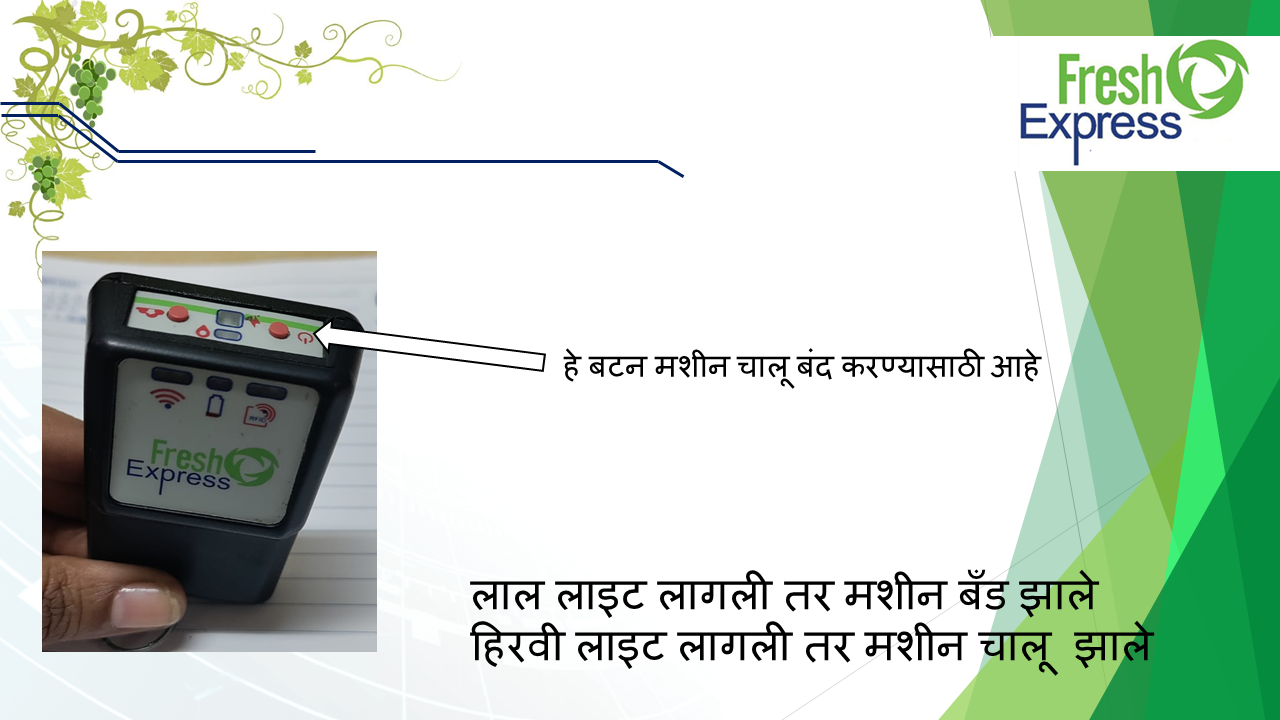 Fresh
Express
हे बटन मशीन चालू बंद करण्यासाठी आहे
Fresh
Express
लाल लाइट लागली तर मशीन बँड झाले
हिरवी लाइट लागली तर मशीन चालू झाले